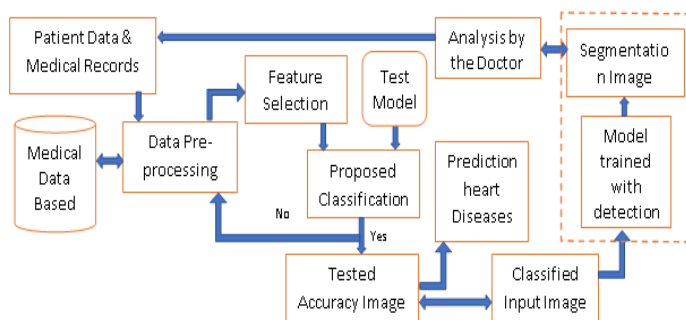 Patient Data &
Medical Records
Analysis by
the Doctor
Segmentatio
n Image
Feature
Selection
Test
Model
Medical
Data
Based
Data Pre-
processing
Proposed
Classification
Prediction
heart
Diseases
Model
trained
with
detection
No
Yes
Tested
Accuracy Image
Classified
Input Image